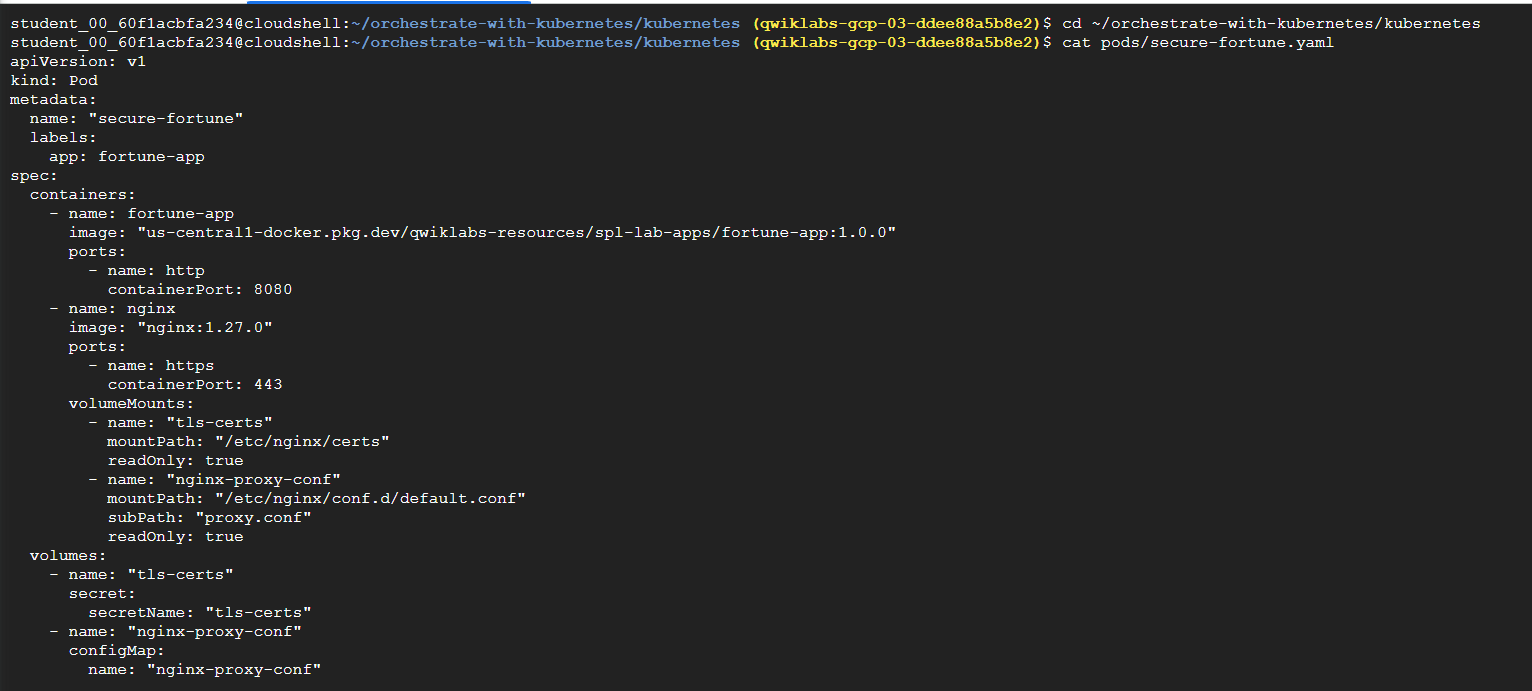 student_00_60f1acbfa234@cloudshell:~/orchestrate-with-kubernetes/kubernetes (qwiklabs-gcp-03-ddee88a5b8e2)$ cd ~/orchestrate-with-kubernetes/kubernetes
student_00_60f1acbfa234@cloudshell:~/orchestrate-with-kubernetes/kubernetes (qwiklabs-gcp-03-ddee88a5b8e2)$ cat pods/secure-fortune.yaml
apiVersion: v1
kind: Pod
metadata:
  name: "secure-fortune"
  labels:
    app: fortune-app
spec:
  containers:
    - name: fortune-app
      image: "us-central1-docker.pkg.dev/qwiklabs-resources/spl-lab-apps/fortune-app:1.0.0"
      ports:
        - name: http
          containerPort: 8080
    - name: nginx
      image: "nginx:1.27.0"
      ports:
        - name: https
          containerPort: 443
      volumeMounts:
        - name: "tls-certs"
          mountPath: "/etc/nginx/certs"
          readOnly: true
        - name: "nginx-proxy-conf"
          mountPath: "/etc/nginx/conf.d/default.conf"
          subPath: "proxy.conf"
          readOnly: true
  volumes:
    - name: "tls-certs"
      secret:
        secretName: "tls-certs"
    - name: "nginx-proxy-conf"
      configMap:
        name: "nginx-proxy-conf"